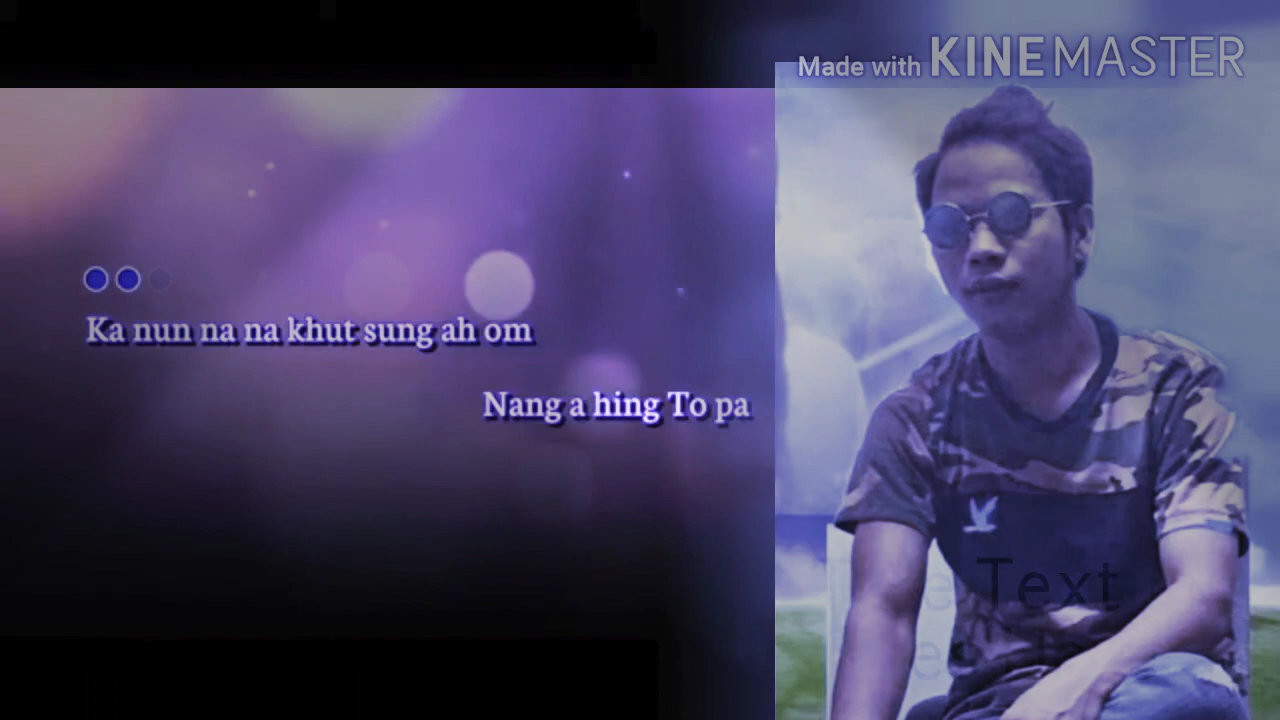 Made with KINEMASTER
Ka nun na na khut sung ah om
Nang a hing To pa
Text